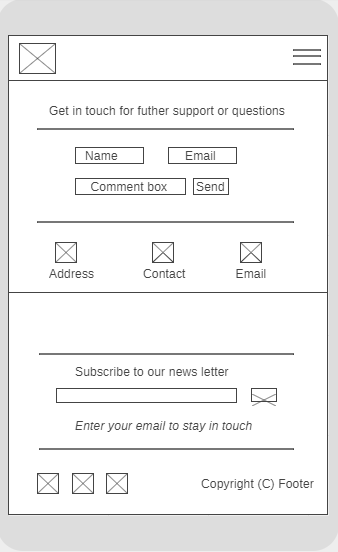 Get in touch for futher support or questions
Name Email
Comment box Send
Address Contact Email
Subscribe to our news letter
Enter your email to stay in touch
Copyright (C) Footer